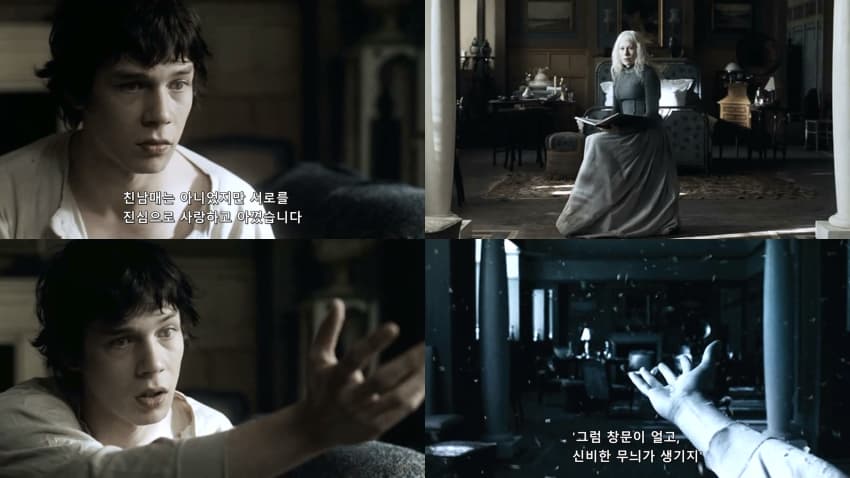 친남매는 아니었지만 서로를
진심으로 사랑하고 아꼈습니다
'그럼 창문이 얼고,
신비한 무늬가 생기지'